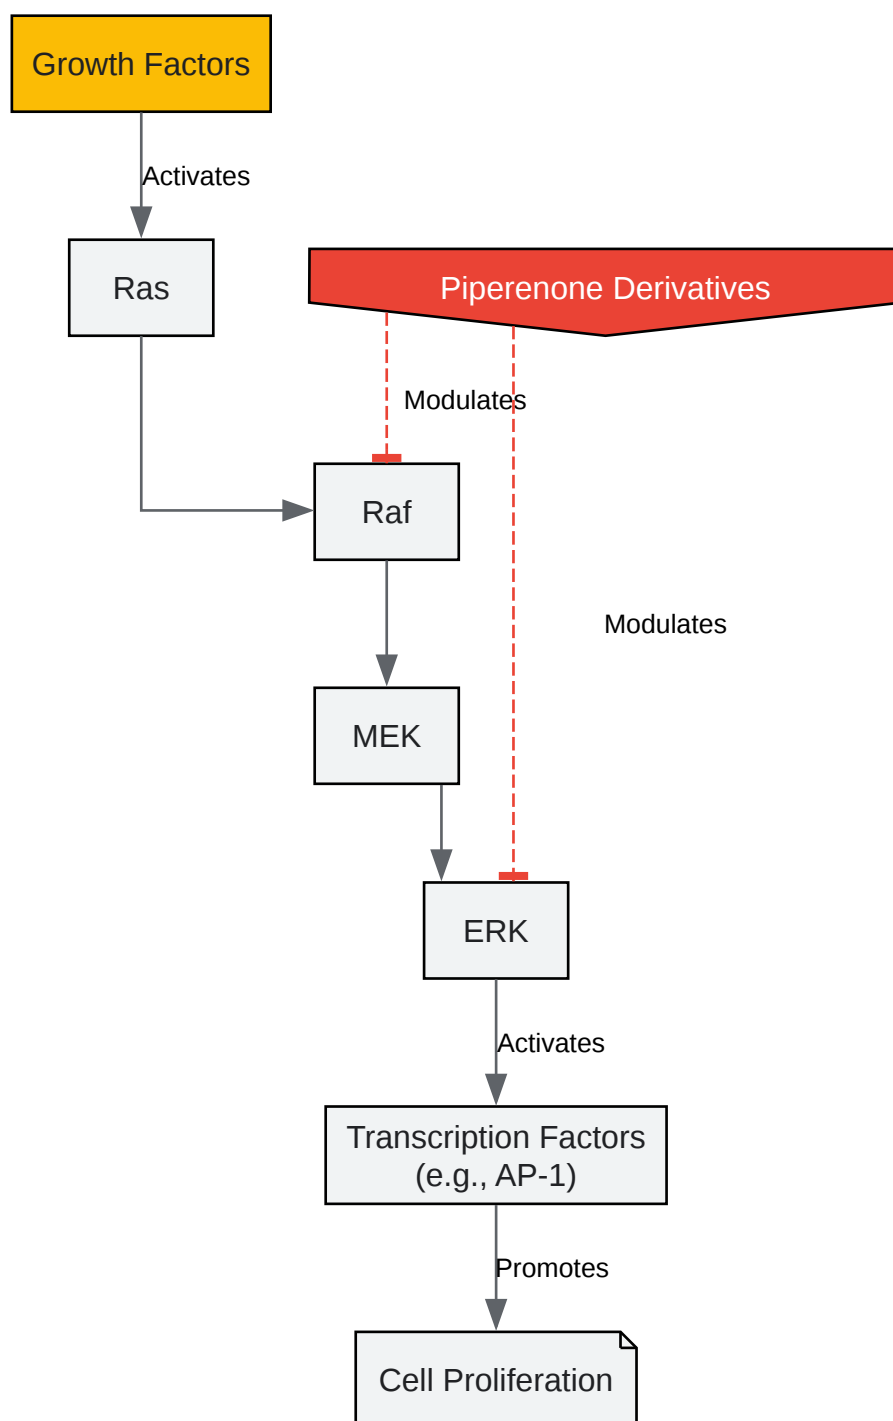 Growth Factors
Activates
Ras
Piperenone Derivatives
Modulates
Raf
Modulates
MEK
ERK
Activates
Transcription Factors
(e.g., AP-1)
Promotes
Cell Proliferation